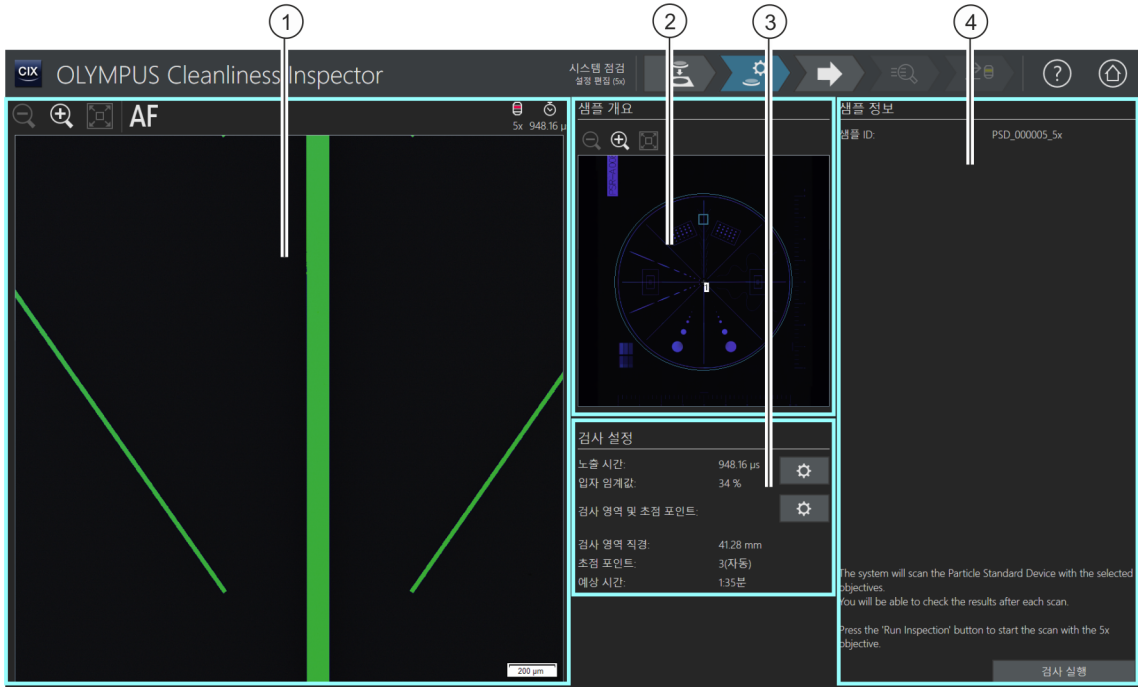 1
2
3
4
CIX
OLYMPUS Cleanliness Inspector
시스템 점검
설정 편집 (5x)
?
AF
5x 948.16 µ
샘플 개요
1
샘플 정보
샘플 ID: PSD_000005_5x
200 µm
검사 설정
노출 시간: 948.16 µs
입자 임계값: 34 %
검사 영역 및 초점 포인트:
검사 영역 직경: 41.28 mm
초점 포인트: 3(자동)
예상 시간: 1:35분
The system will scan the Particle Standard Device with the selected
objectives.
You will be able to check the results after each scan.
Press the 'Run Inspection' button to start the scan with the 5x
objective.
검사 실행